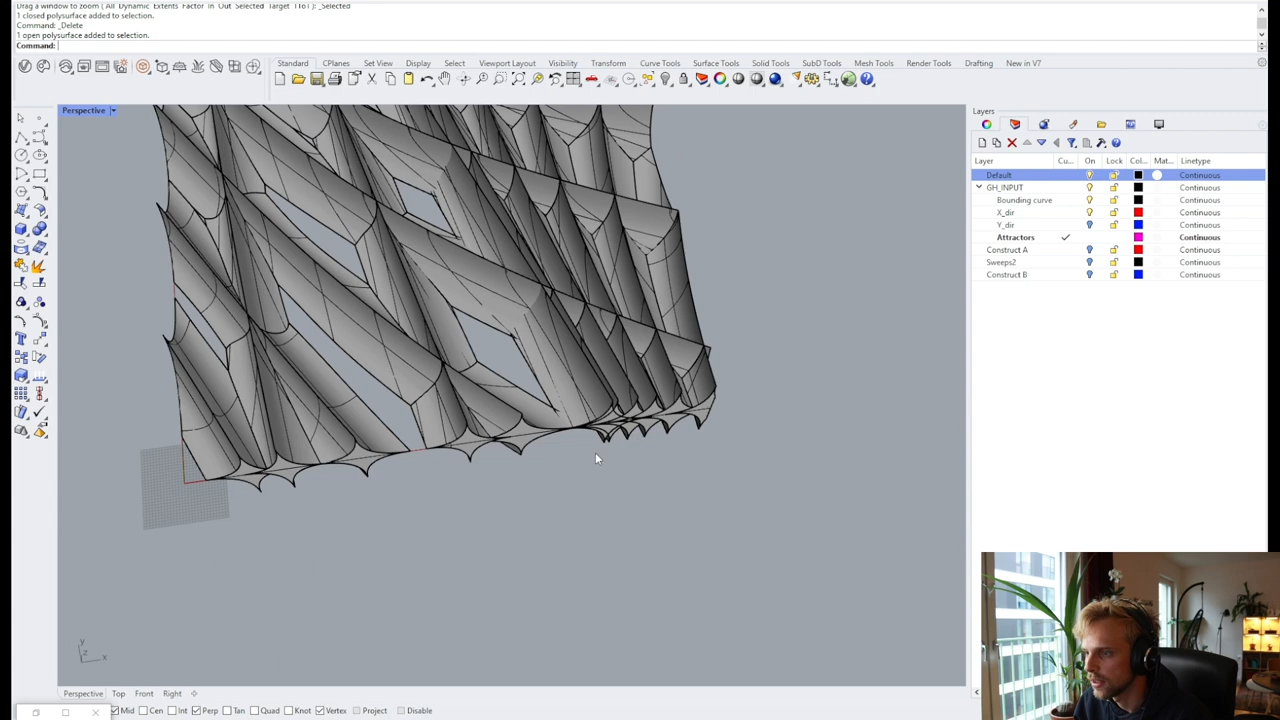 Drag a window to zoom ( All Dynamic Extents Factor In Out Selected Target 1To1 ): _Selected
1 closed polysurface added to selection.
Command: _Delete
1 open polysurface added to selection.
Command:
Standard CPlanes Set View Display Select Viewport Layout Visibility Transform Curve Tools Surface Tools Solid Tools SubD Tools Mesh Tools Render Tools Drafting New in V7
Perspective
Layers
Layer Cu... On Lock Col... Mat... Linetype
Default Continuous
GH_INPUT Continuous
Bounding curve Continuous
X_dir Continuous
Y_dir Continuous
Attractors Continuous
Construct A Continuous
Sweeps2 Continuous
Construct B Continuous
y
z x
Perspective Top Front Right
Mid Cen Int Perp Tan Quad Knot Vertex Project Disable